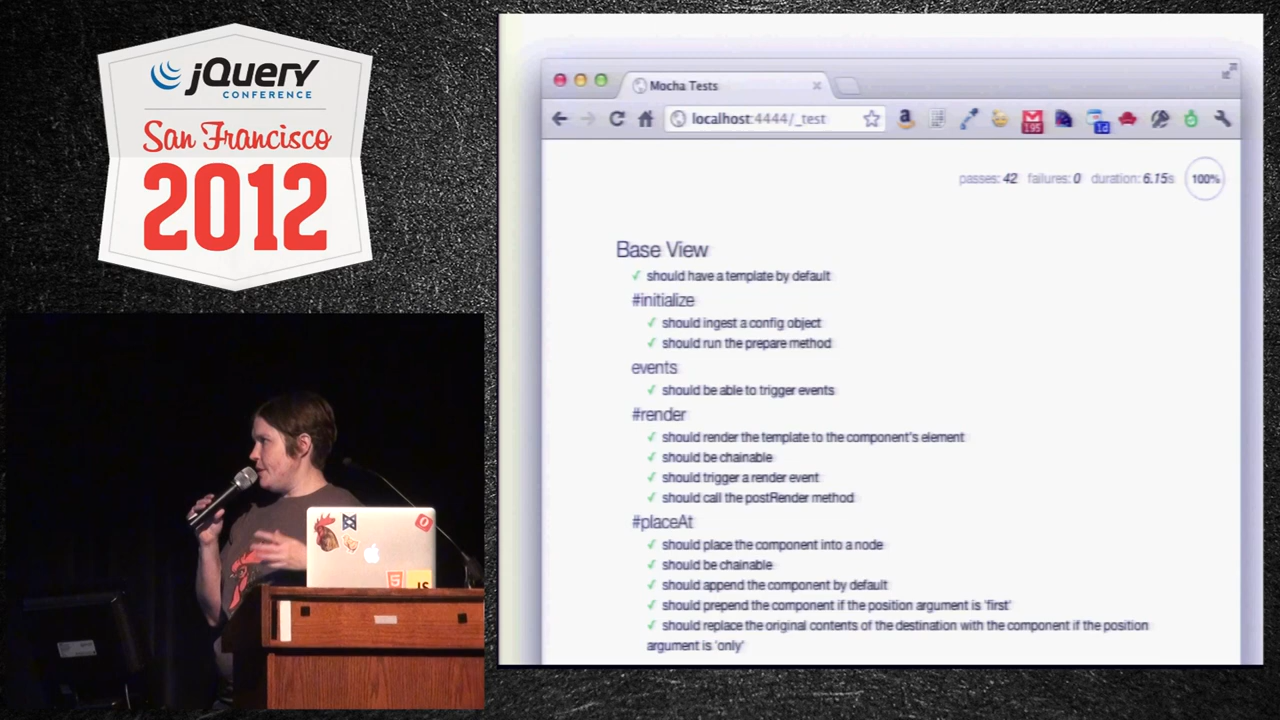 jQuery
CONFERENCE
San Francisco
2012
Mocha Tests
localhost:4444/_test
195
1d
passes: 42 failures: 0 duration: 6.15s 100%
Base View
✓ should have a template by default
#initialize
✓ should ingest a config object
✓ should run the prepare method
events
✓ should be able to trigger events
#render
✓ should render the template to the component's element
✓ should be chainable
✓ should trigger a render event
✓ should call the postRender method
#placeAt
✓ should place the component into a node
✓ should be chainable
✓ should append the component by default
✓ should prepend the component if the position argument is 'first'
✓ should replace the original contents of the destination with the component if the position
argument is 'only'
5
JS